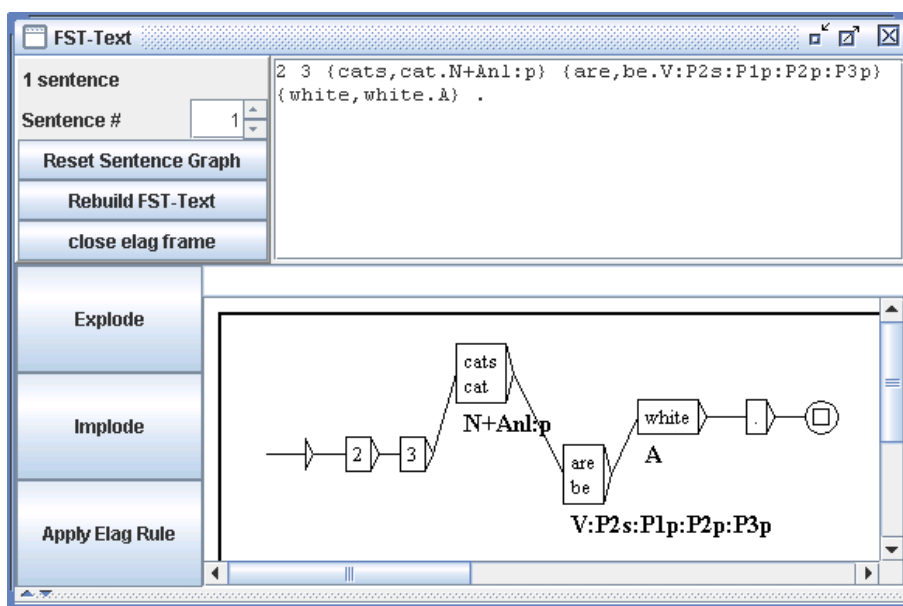 FST-Text
1 sentence
Sentence # 1
Reset Sentence Graph
Rebuild FST-Text
close elag frame
2 3 {cats,cat.N+Anl:p} {are,be.V:P2s:P1p:P2p:P3p}
{white,white.A} .
Explode
Implode
Apply Elag Rule
cats
cat
N+Anl:p
2 3
white
.
A
are
be
V:P2s:P1p:P2p:P3p